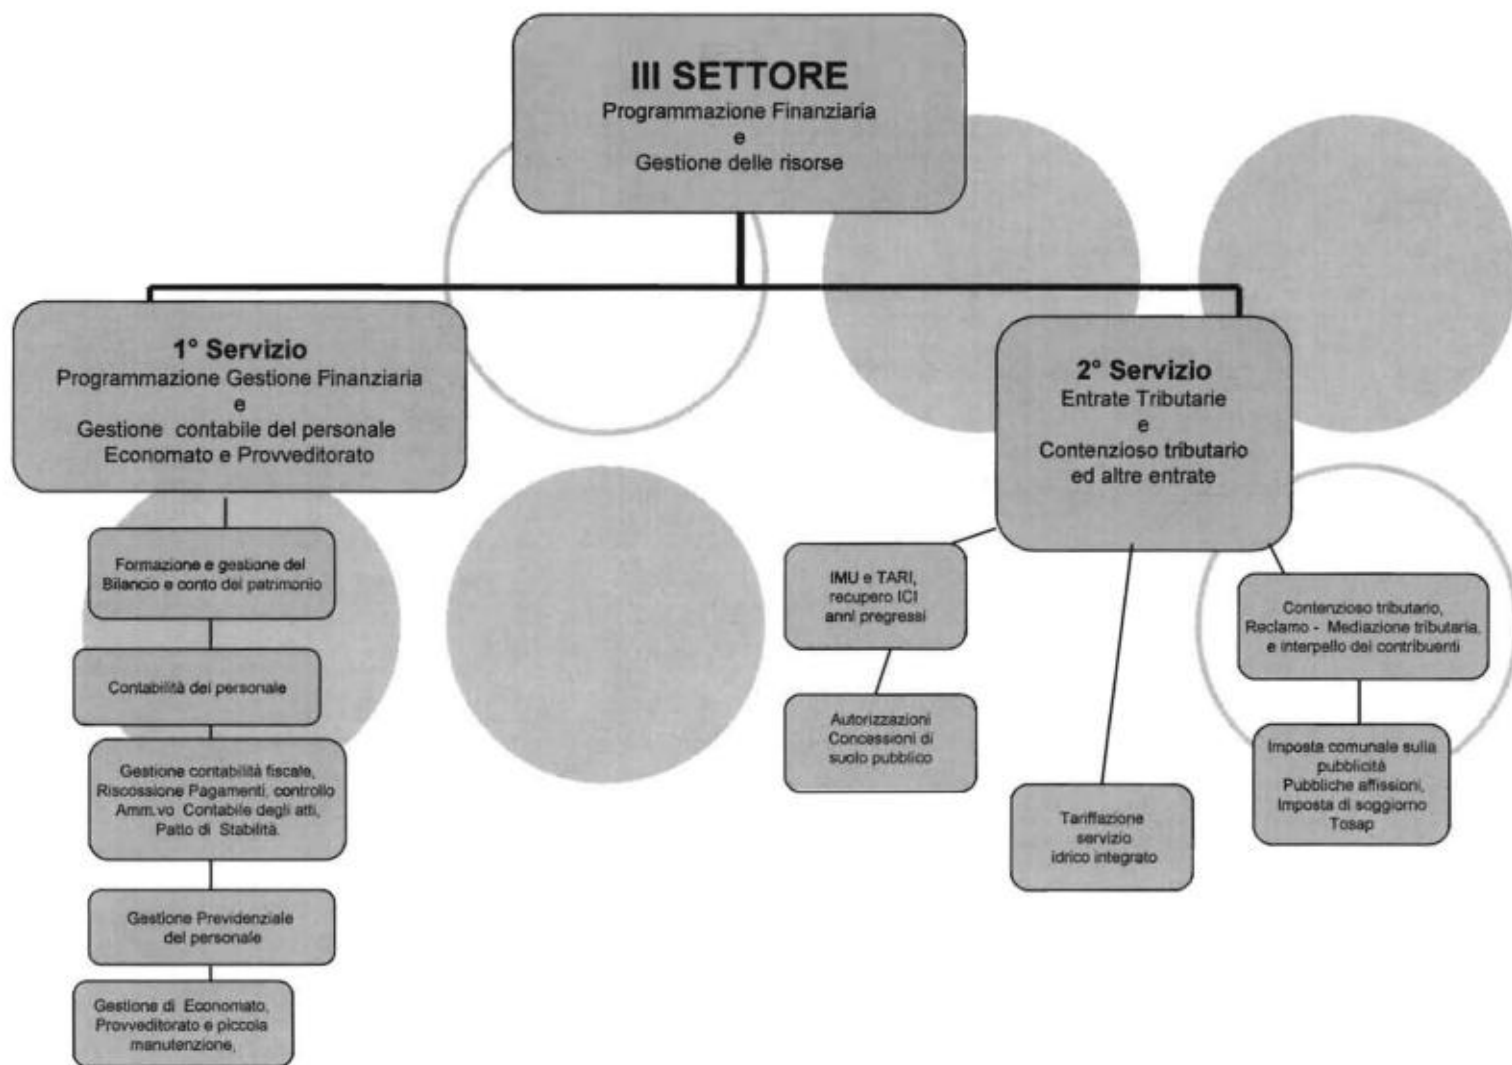 III SETTORE
Programmazione Finanziaria
e
Gestione delle risorse
1° Servizio
Programmazione Gestione Finanziaria
e
Gestione contabile del personale
Economato e Provveditorato
2° Servizio
Entrate Tributarie
e
Contenzioso tributario
ed altre entrate
Formazione e gestione del
Bilancio e conto del patrimonio
Contabilità del personale
Gestione contabilità fiscale,
Riscossione Pagamenti, controllo
Amm.vo Contabile degli atti,
Patto di Stabilità.
Gestione Previdenziale
del personale
Gestione di Economato,
Provveditorato e piccola
manutenzione,
IMU e TARI,
recupero ICI
anni pregressi
Autorizzazioni
Concessioni di
suolo pubblico
Tariffazione
servizio
idrico integrato
Contenzioso tributario,
Reclamo - Mediazione tributaria,
e interpello dei contribuenti
Imposta comunale sulla
pubblicità
Pubbliche affissioni,
Imposta di soggiorno
Tosap